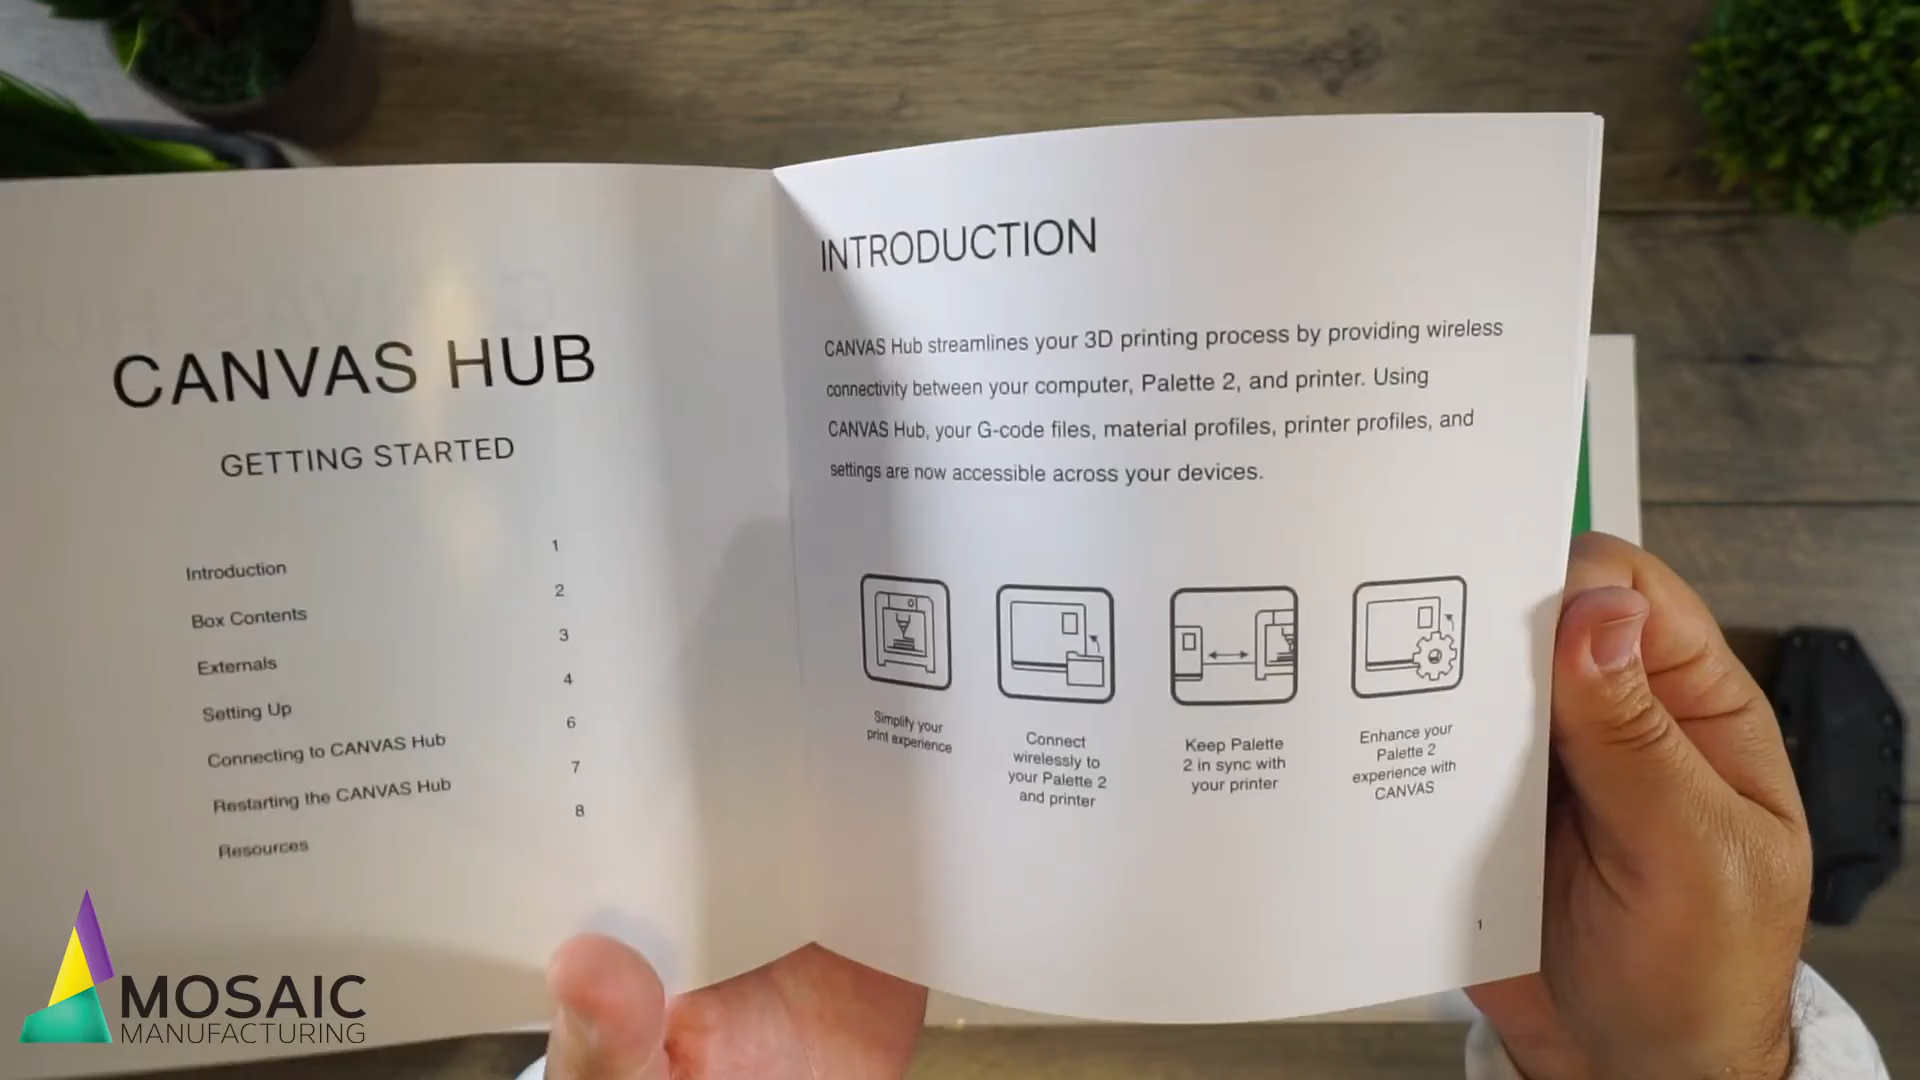 CANVAS HUB
GETTING STARTED
Introduction 1
Box Contents 2
Externals 3
Setting Up 4
Connecting to CANVAS Hub 6
Restarting the CANVAS Hub 7
Resources 8
INTRODUCTION
CANVAS Hub streamlines your 3D printing process by providing wireless
connectivity between your computer, Palette 2, and printer. Using
CANVAS Hub, your G-code files, material profiles, printer profiles, and
settings are now accessible across your devices.
Simplify your
print experience
Connect
wirelessly to
your Palette 2
and printer
Keep Palette
2 in sync with
your printer
Enhance your
Palette 2
experience with
CANVAS
1
MOSAIC
MANUFACTURING